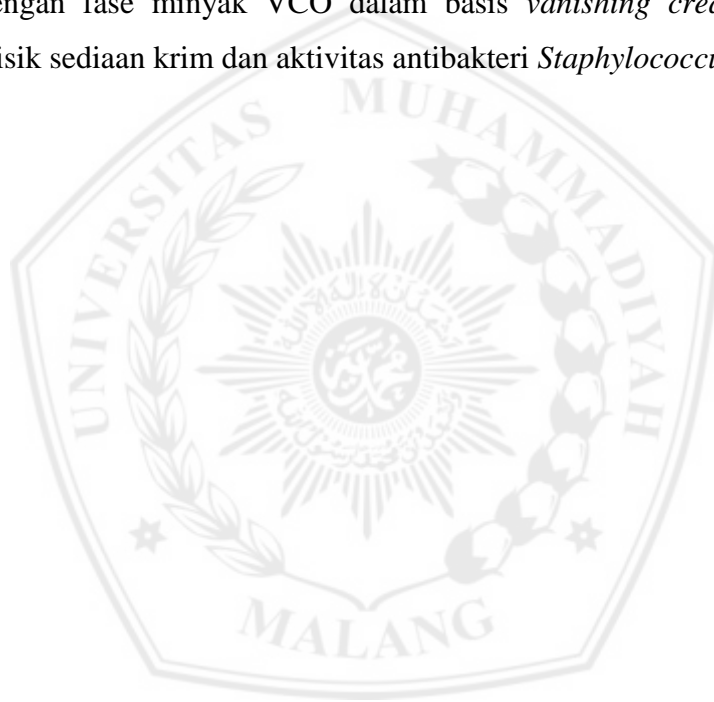 engan fase minyak VCO dalam basis vanishing crea
isik sediaan krim dan aktivitas antibakteri Staphylococcu
UNIVERSITAS MUHAMMADIYAH
MALANG